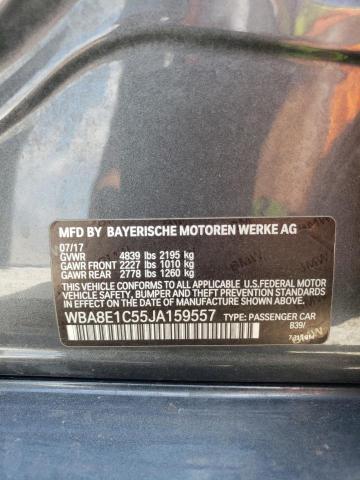 MFD BY BAYERISCHE MOTOREN WERKE AG
07/17
GVWR 4839 lbs 2195 kg
GAWR FRONT 2227 lbs 1010 kg
GAWR REAR 2778 lbs 1260 kg
THIS VEHICLE CONFORMS TO ALL APPLICABLE U.S.FEDERAL MOTOR
VEHICLE SAFETY, BUMPER, AND THEFT PREVENTION STANDARDS
IN EFFECT ON THE DATE OF MANUFACTURE SHOWN ABOVE.
WBA8E1C55JA159557 TYPE: PASSENGER CAR
B39/